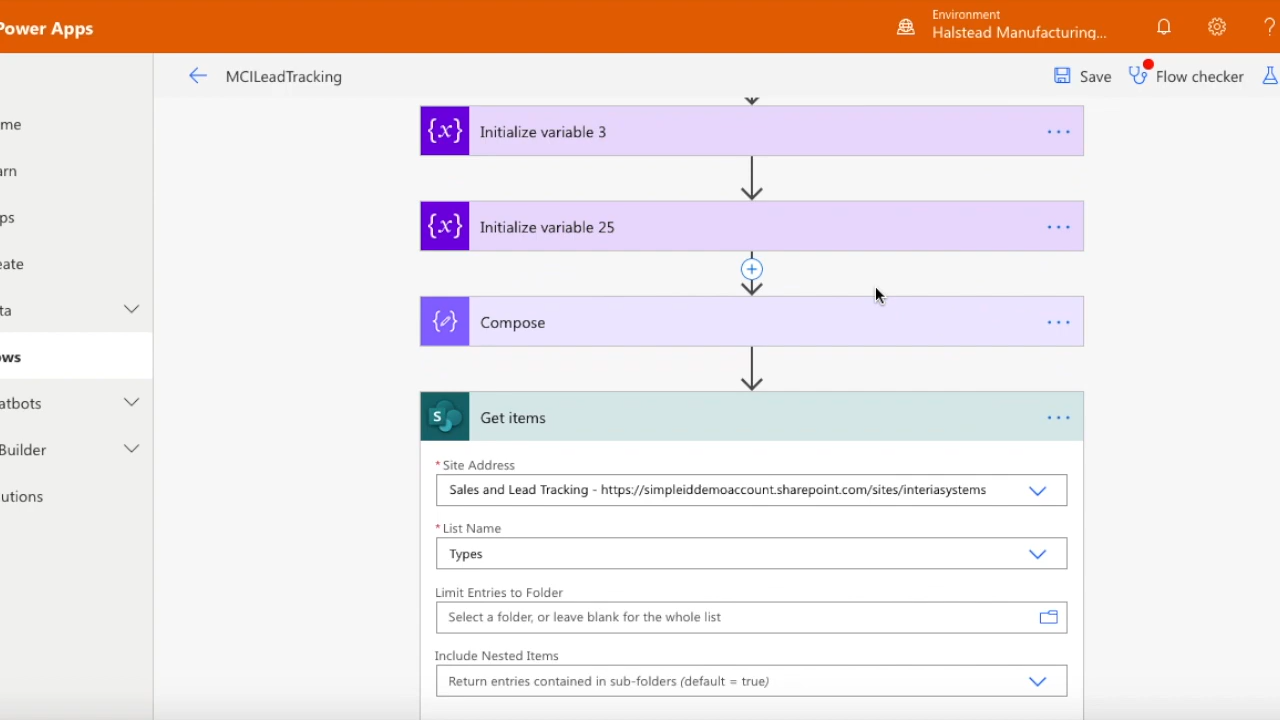 Power Apps
Environment
Halstead Manufacturing...
?
MCILeadTracking
Save
Flow checker
me
arn
ps
eate
ta
ows
atbots
Builder
utions
{x} Initialize variable 3 ...
{x} Initialize variable 25 ...
Compose ...
S Get items ...
* Site Address
Sales and Lead Tracking - https://simpleiddemoaccount.sharepoint.com/sites/interiasystems
* List Name
Types
Limit Entries to Folder
Select a folder, or leave blank for the whole list
Include Nested Items
Return entries contained in sub-folders (default = true)